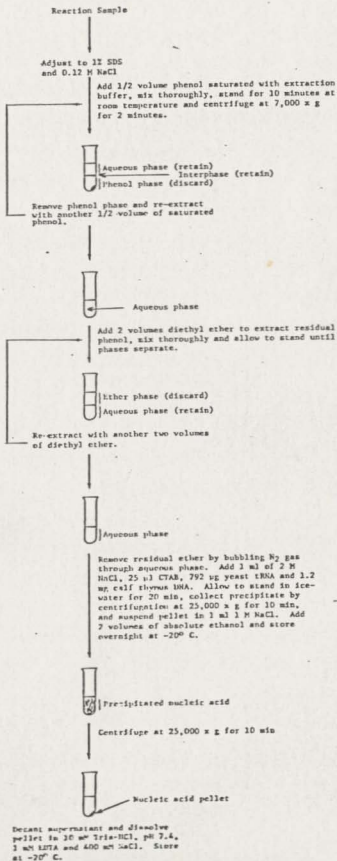 Reaction Sample
Adjust to 1% SDS
and 0.12 M NaCl
Add 1/2 volume phenol saturated with extraction
buffer, mix thoroughly, stand for 10 minutes at
room temperature and centrifuge at 7,000 x g
for 2 minutes.
Aqueous phase (retain)
Interphase (retain)
Phenol phase (discard)
Remove phenol phase and re-extract
with another 1/2 volume of saturated
phenol.
Aqueous phase
Add 2 volumes diethyl ether to extract residual
phenol, mix thoroughly and allow to stand until
phases separate.
Ether phase (discard)
Aqueous phase (retain)
Re-extract with another two volumes
of diethyl ether.
Aqueous phase
Remove residual ether by bubbling N2 gas
through aqueous phase. Add 1 ml of 2 M
NaCl, 25 µl CTAB, 792 µg yeast tRNA and 1.2
mg calf thymus DNA. Allow to stand in ice-
water for 20 min, collect precipitate by
centrifugation at 25,000 x g for 10 min,
and suspend pellet in 1 ml 1 M NaCl. Add
2 volumes of absolute ethanol and store
overnight at -20° C.
Precipitated nucleic acid
Centrifuge at 25,000 x g for 10 min
Nucleic acid pellet
Decant supernatant and dissolve
pellet in 10 mM Tris-HCl, pH 7.4,
1 mM EDTA and 400 mM NaCl. Store
at -20° C.